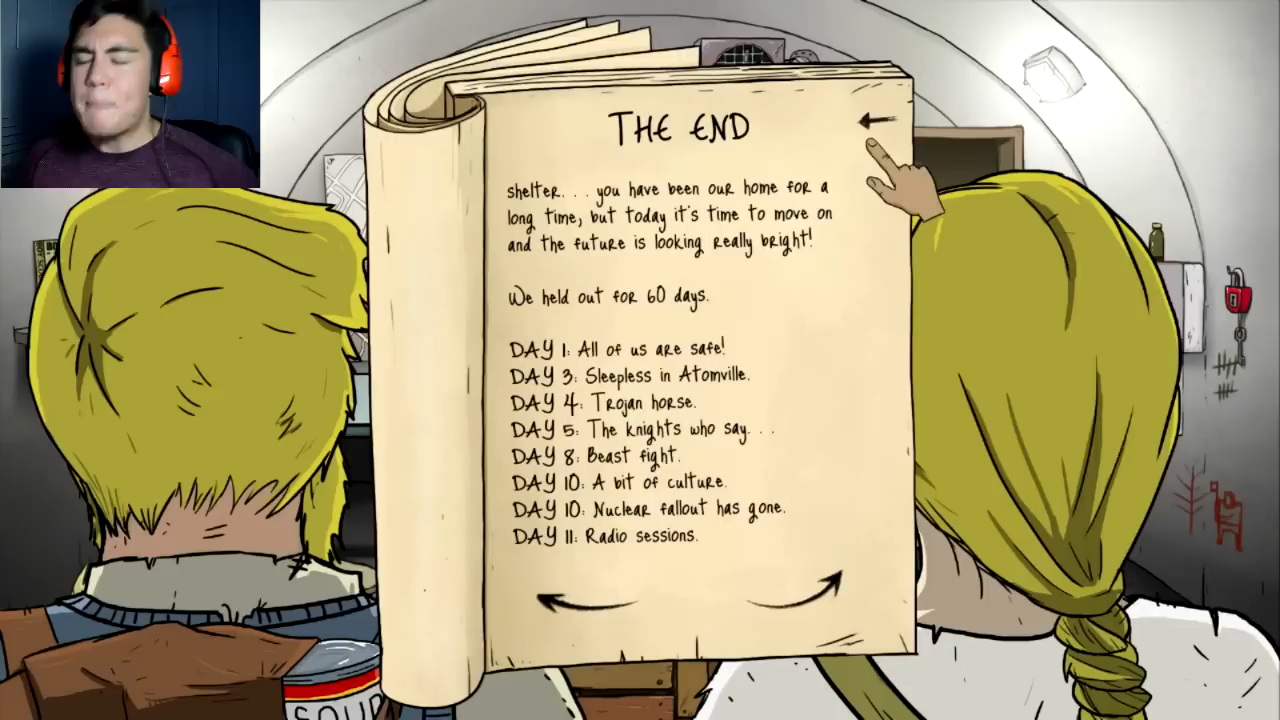 THE END
shelter. . . you have been our home for a
long time, but today it's time to move on
and the future is looking really bright!
We held out for 60 days.
DAY 1: All of us are safe!
DAY 3: Sleepless in Atomville.
DAY 4: Trojan horse.
DAY 5: The knights who say. . .
DAY 8: Beast fight.
DAY 10: A bit of culture.
DAY 10: Nuclear fallout has gone.
DAY 11: Radio sessions.
SOUP